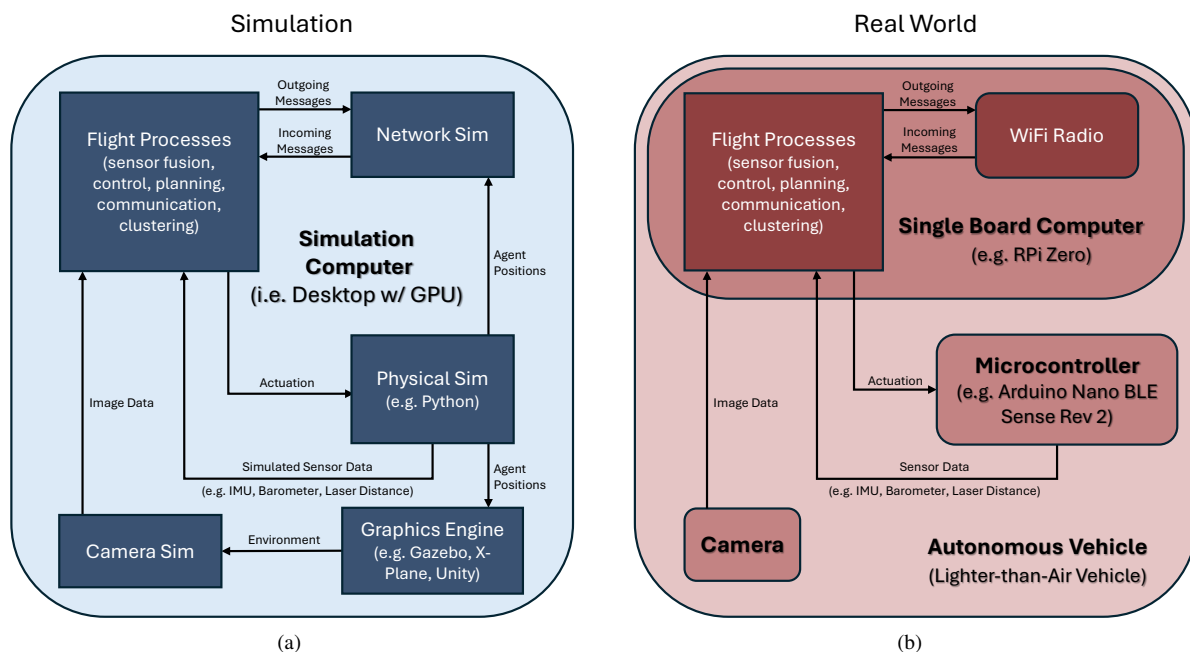 Simulation
Flight Processes
(sensor fusion,
control, planning,
communication,
clustering)
Outgoing
Messages
Incoming
Messages
Network Sim
Simulation
Computer
(i.e. Desktop w/ GPU)
Agent
Positions
Actuation
Physical Sim
(e.g. Python)
Image Data
Simulated Sensor Data
(e.g. IMU, Barometer, Laser Distance)
Agent
Positions
Camera Sim
Environment
Graphics Engine
(e.g. Gazebo, X-
Plane, Unity)
(a)
Real World
Flight Processes
(sensor fusion,
control, planning,
communication,
clustering)
Outgoing
Messages
Incoming
Messages
WiFi Radio
Single Board Computer
(e.g. RPi Zero)
Actuation
Microcontroller
(e.g. Arduino Nano BLE
Sense Rev 2)
Image Data
Sensor Data
(e.g. IMU, Barometer, Laser Distance)
Camera
Autonomous Vehicle
(Lighter-than-Air Vehicle)
(b)